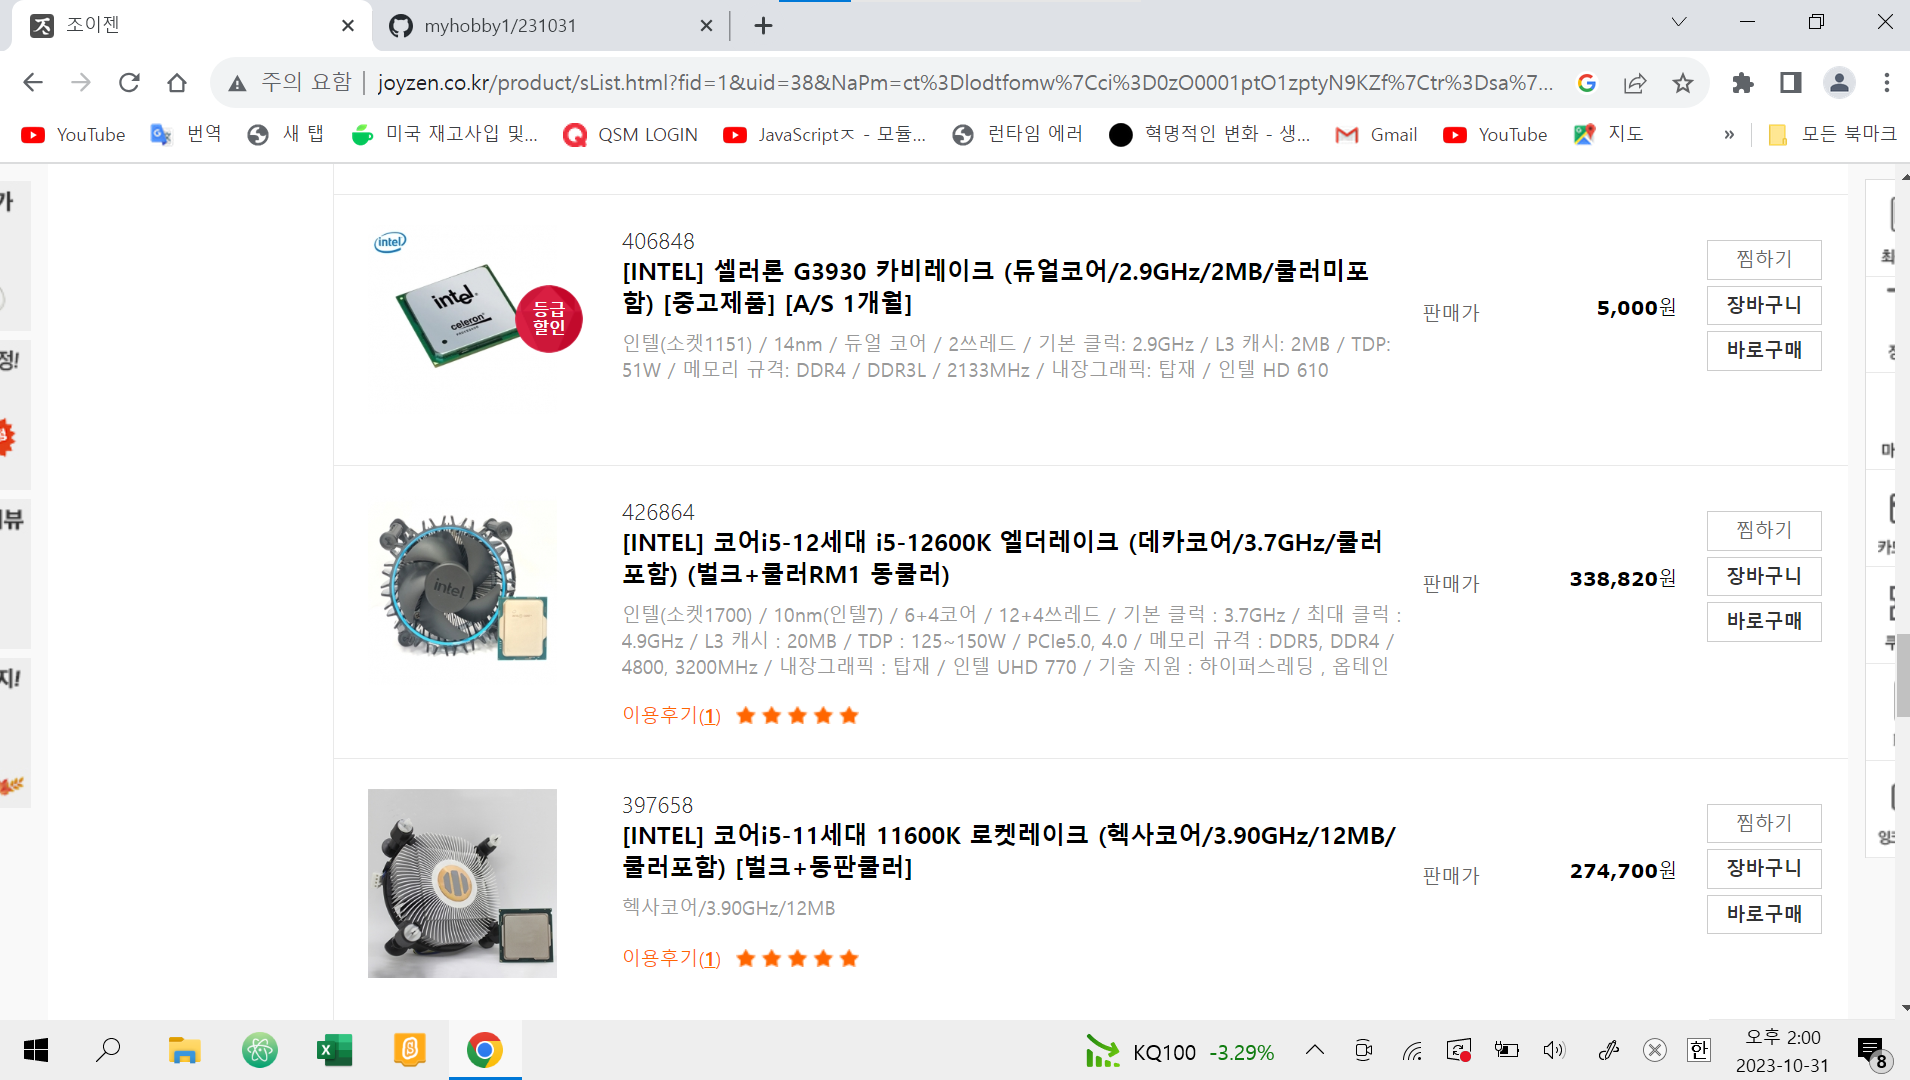 조이젠
myhobby1/231031
주의 요함
joyzen.co.kr/product/sList.html?fid=1&uid=38&NaPm=ct%3Dlodtfomw%7Cci%3D0zO0001ptO1zptyN9KZf%7Ctr%3Dsa%7...
YouTube
번역
새 탭
미국 재고사입 및...
QSM LOGIN
JavaScriptㅈ - 모듈...
런타임 에러
혁명적인 변화 - 생...
Gmail
YouTube
지도
»
모든 북마크
가
정!
뷰
지!
intel
intel
celeron
등급
할인
406848
[INTEL] 셀러론 G3930 카비레이크 (듀얼코어/2.9GHz/2MB/쿨러미포
함) [중고제품] [A/S 1개월]
인텔(소켓1151) / 14nm / 듀얼 코어 / 2쓰레드 / 기본 클럭: 2.9GHz / L3 캐시: 2MB / TDP:
51W / 메모리 규격: DDR4 / DDR3L / 2133MHz / 내장그래픽: 탑재 / 인텔 HD 610
판매가
5,000원
찜하기
장바구니
바로구매
intel
426864
[INTEL] 코어i5-12세대 i5-12600K 엘더레이크 (데카코어/3.7GHz/쿨러
포함) (벌크+쿨러RM1 동쿨러)
인텔(소켓1700) / 10nm(인텔7) / 6+4코어 / 12+4쓰레드 / 기본 클럭 : 3.7GHz / 최대 클럭 :
4.9GHz / L3 캐시 : 20MB / TDP : 125~150W / PCIe5.0, 4.0 / 메모리 규격 : DDR5, DDR4 /
4800, 3200MHz / 내장그래픽 : 탑재 / 인텔 UHD 770 / 기술 지원 : 하이퍼스레딩 , 옵테인
이용후기(1)
판매가
338,820원
찜하기
장바구니
바로구매
397658
[INTEL] 코어i5-11세대 11600K 로켓레이크 (헥사코어/3.90GHz/12MB/
쿨러포함) [벌크+동판쿨러]
헥사코어/3.90GHz/12MB
이용후기(1)
판매가
274,700원
찜하기
장바구니
바로구매
최
마
카
쿠
KQ100 -3.29%
한
오후 2:00
2023-10-31
8